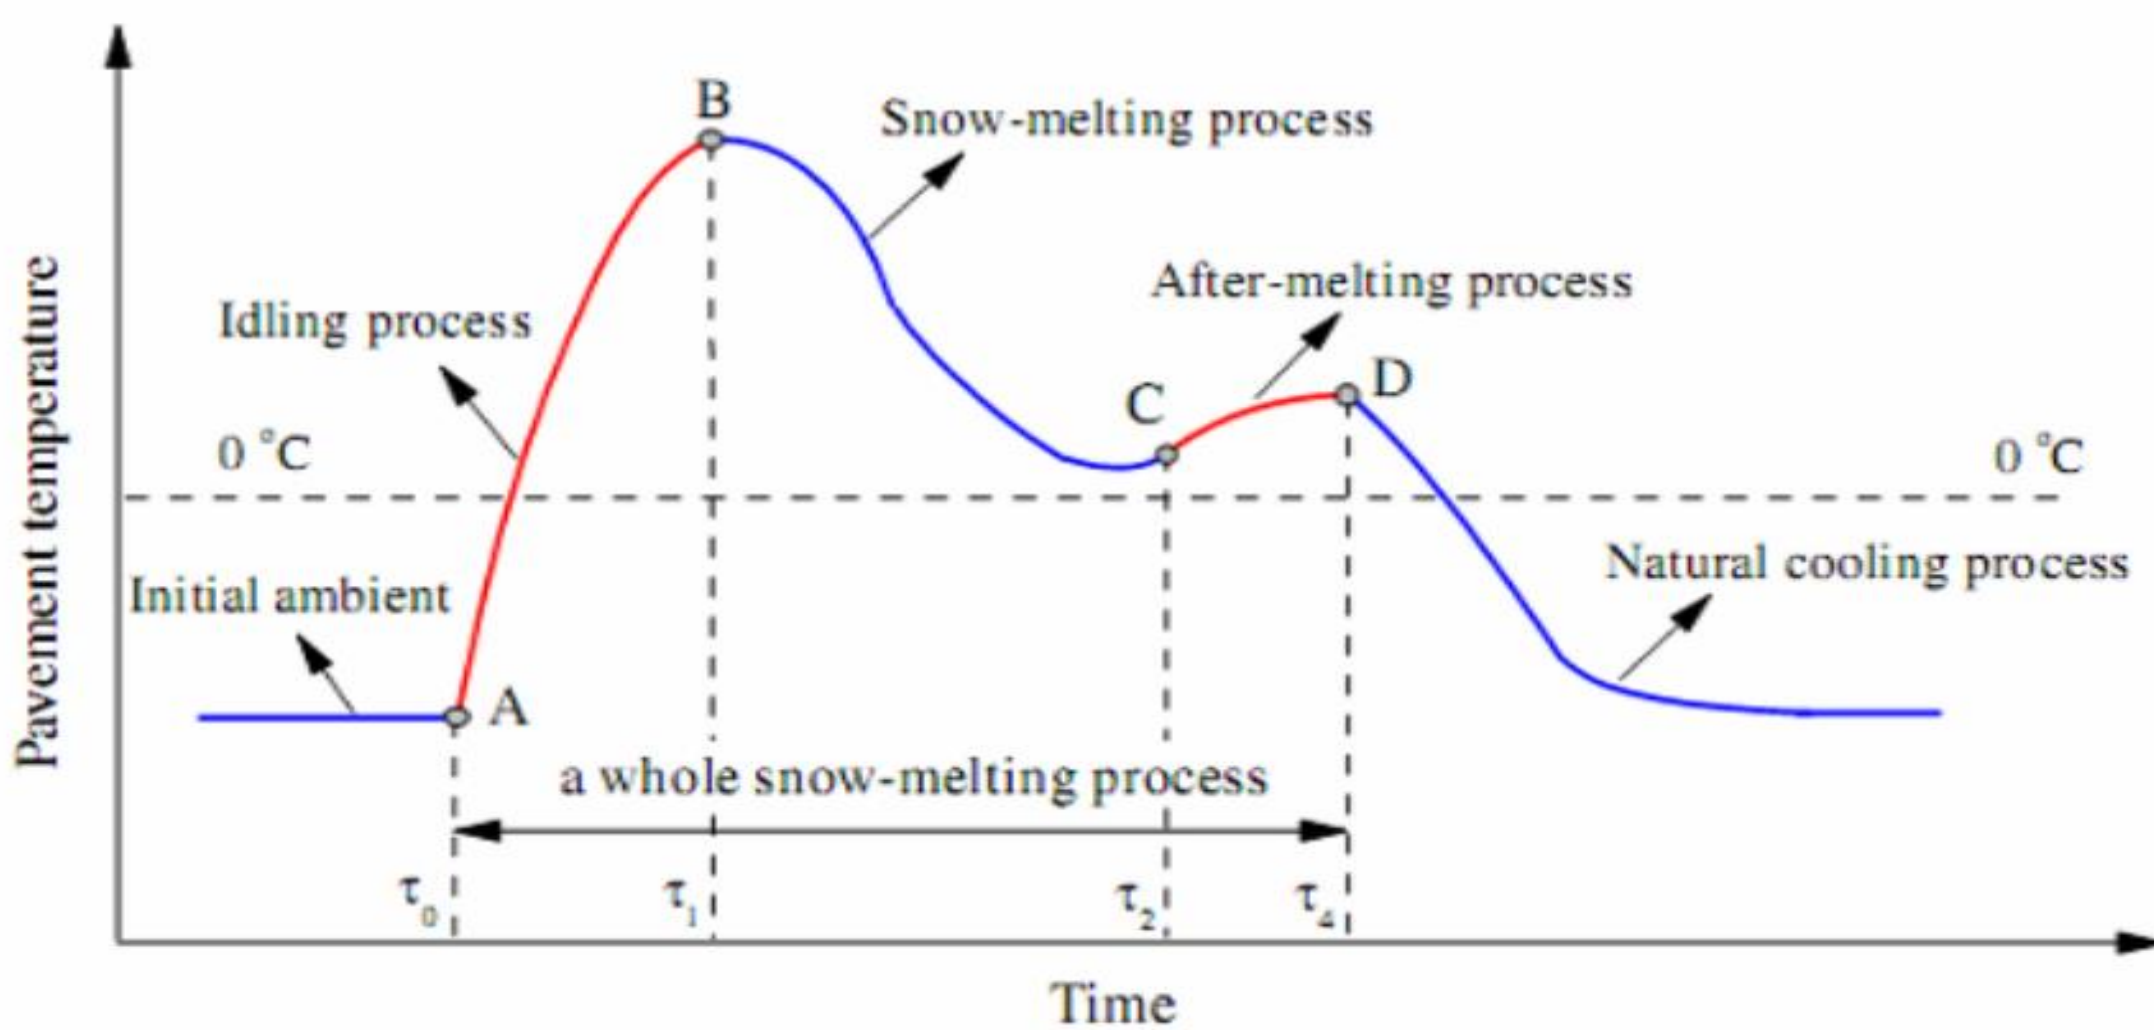 B
Snow-melting process
After-melting process
Idling process
C
D
0 °C
0 °C
Initial ambient
Natural cooling process
A
a whole snow-melting process
τ0
τ1
τ2
τ4
Time
Pavement temperature